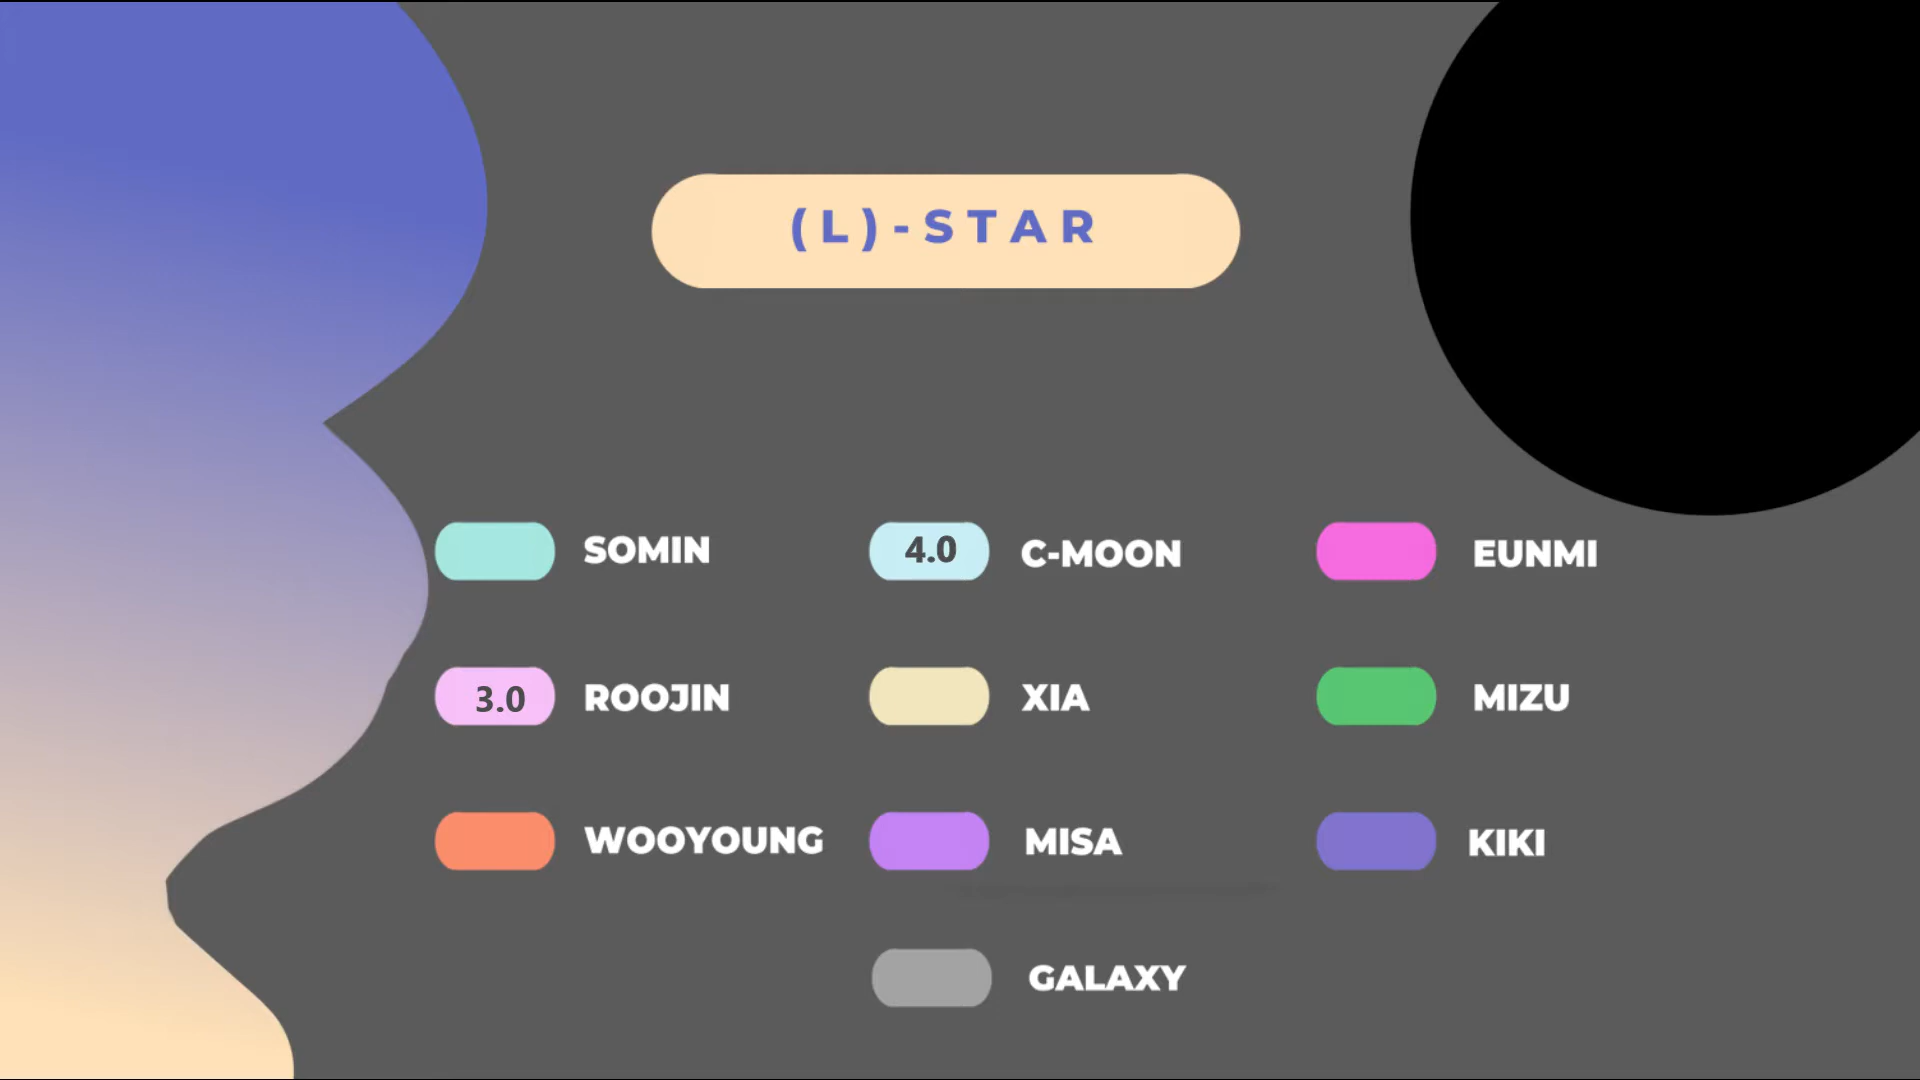 (L)-STAR
SOMIN
4.0 C-MOON
EUNMI
3.0 ROOJIN
XIA
MIZU
WOOYOUNG
MISA
KIKI
GALAXY